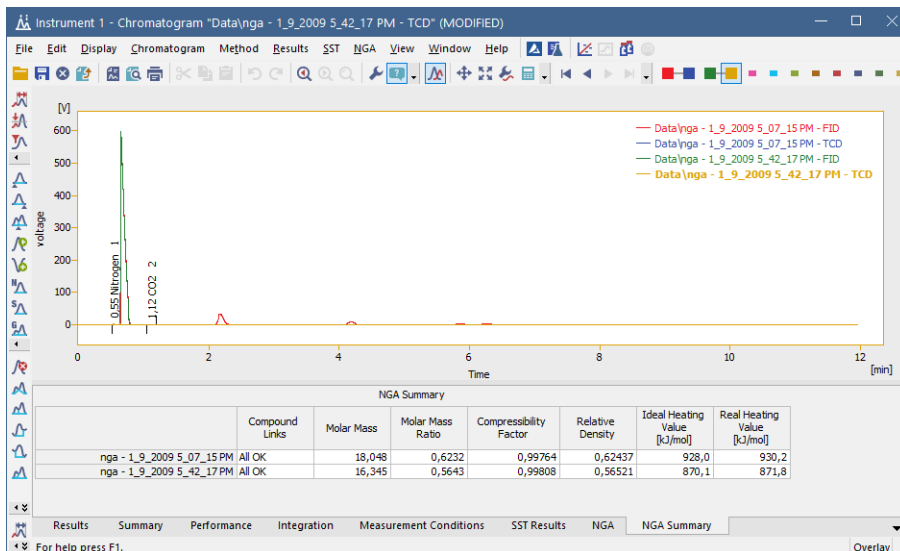 Instrument 1 - Chromatogram "Data\nga - 1_9_2009 5_42_17 PM - TCD" (MODIFIED)
File Edit Display Chromatogram Method Results SST NGA View Window Help
[V]
600
500
400
300
200
100
0
voltage
0,55 Nitrogen 1
1,12 CO2 2
Data\nga - 1_9_2009 5_07_15 PM - FID
Data\nga - 1_9_2009 5_07_15 PM - TCD
Data\nga - 1_9_2009 5_42_17 PM - FID
Data\nga - 1_9_2009 5_42_17 PM - TCD
0 2 4 6 8 10 12
Time
[min]
NGA Summary
Compound Links Molar Mass Molar Mass Ratio Compressibility Factor Relative Density Ideal Heating Value [kJ/mol] Real Heating Value [kJ/mol]
nga - 1_9_2009 5_07_15 PM All OK 18,048 0,6232 0,99764 0,62437 928,0 930,2
nga - 1_9_2009 5_42_17 PM All OK 16,345 0,5643 0,99808 0,56521 870,1 871,8
Results Summary Performance Integration Measurement Conditions SST Results NGA NGA Summary
For help press F1. Overlay